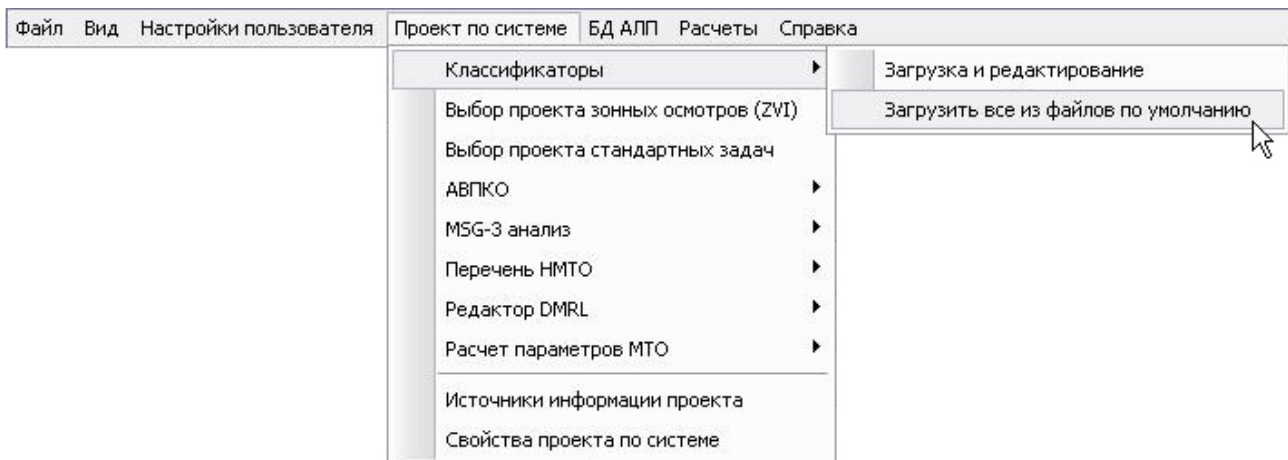 Файл Вид Настройки пользователя Проект по системе БД АЛП Расчеты Справка
Классификаторы
Загрузка и редактирование
Выбор проекта зонных осмотров (ZVI)
Загрузить все из файлов по умолчанию
Выбор проекта стандартных задач
АВПКО
MSG-3 анализ
Перечень НМТО
Редактор DMRL
Расчет параметров МТО
Источники информации проекта
Свойства проекта по системе